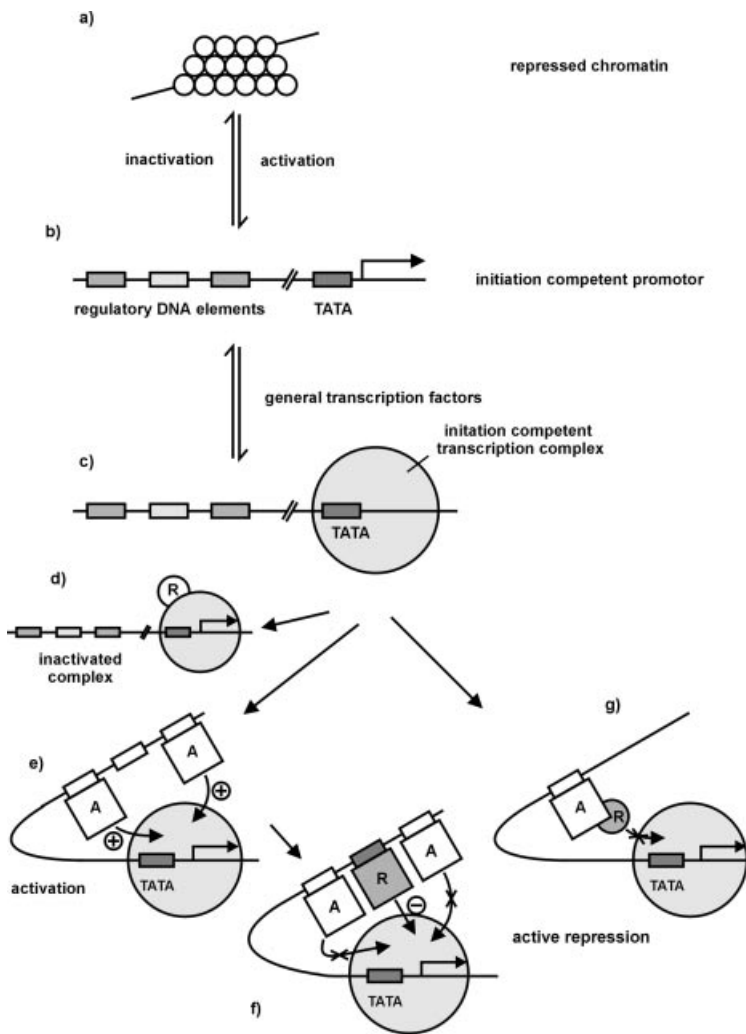 a)
repressed chromatin
inactivation
activation
b)
initiation competent promotor
regulatory DNA elements
TATA
general transcription factors
initation competent
transcription complex
c)
TATA
d)
R
inactivated
complex
e)
A
A
+
+
TATA
activation
g)
A
R
TATA
active repression
f)
A
R
A
−
TATA